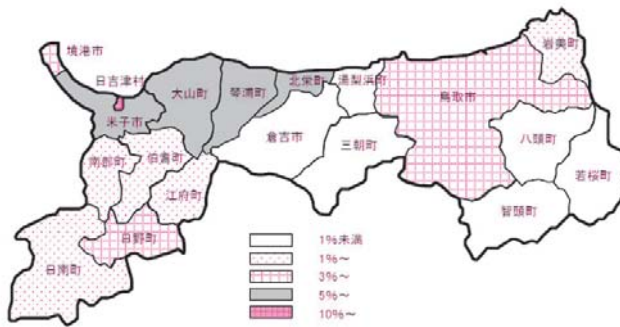 境港市
岩美町
日吉津村
大山町
琴浦町
北栄町
湯梨浜町
鳥取市
米子市
倉吉市
三朝町
八頭町
南部町
伯耆町
若桜町
江府町
智頭町
日野町
日南町
1%未満
1%～
3%～
5%～
10%～